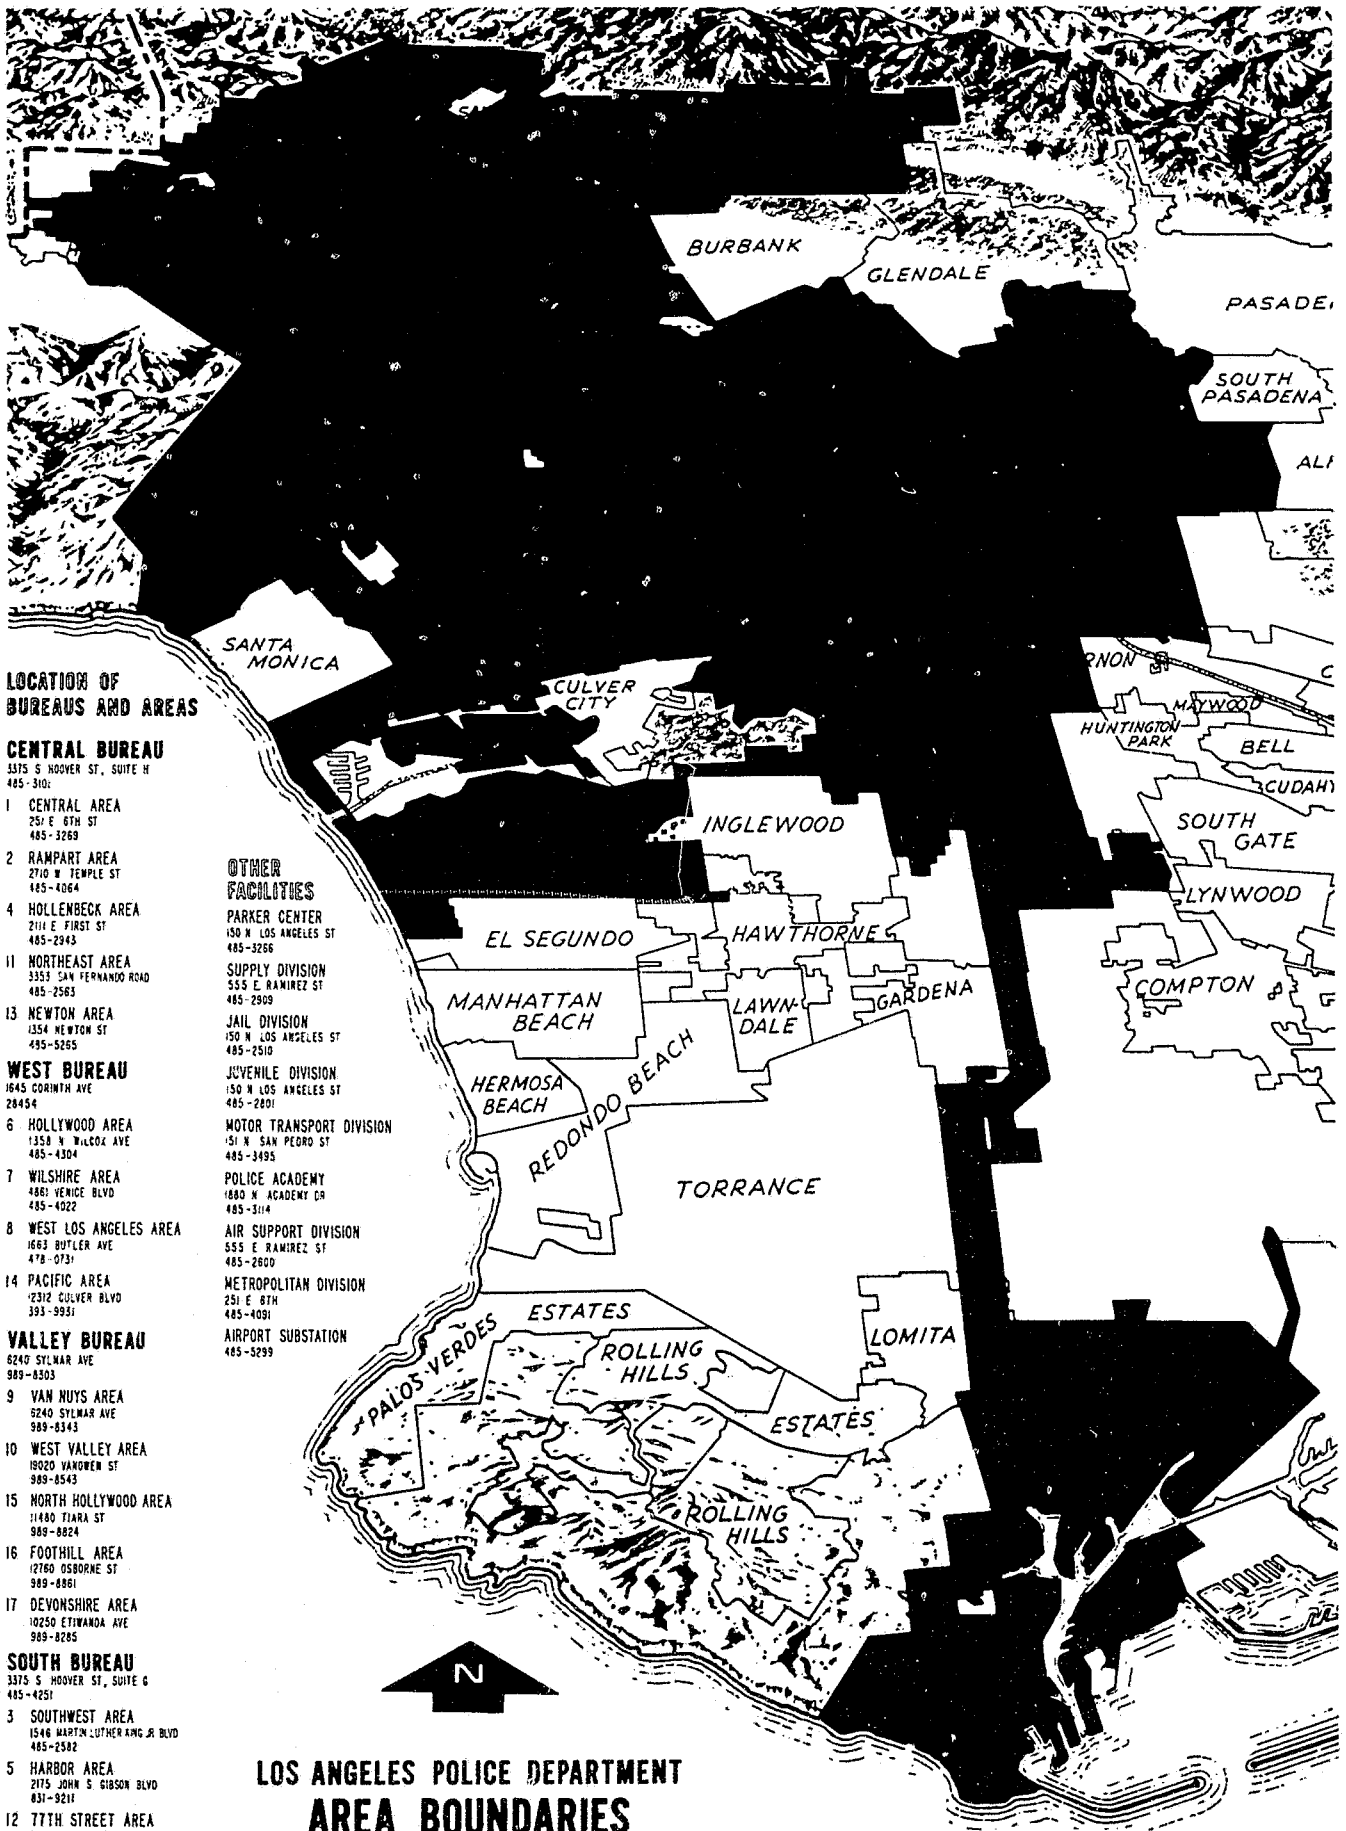 BURBANK
GLENDALE
SOUTH
PASADENA
SANTA
MONICA
CULVER
CITY
MAYWOOD
HUNTINGTON
PARK
BELL
SOUTH
GATE
INGLEWOOD
LYNWOOD
EL SEGUNDO
HAWTHORNE
COMPTON
MANHATTAN
BEACH
LAWN-
DALE
GARDENA
HERMOSA
BEACH
REDONDO BEACH
TORRANCE
PALOS VERDES
ESTATES
LOMITA
ROLLING
HILLS
ESTATES
ROLLING
HILLS
LOCATION OF
BUREAUS AND AREAS
CENTRAL BUREAU
3375 S HOOVER ST, SUITE H
1 CENTRAL AREA
251 E 6TH ST
485-3269
2 RAMPART AREA
2710 W TEMPLE ST
485-4064
4 HOLLENBECK AREA
2111 E FIRST ST
485-2943
11 NORTHEAST AREA
3353 SAN FERNANDO ROAD
485-2563
13 NEWTON AREA
1354 NEWTON ST
485-5265
WEST BUREAU
1645 CORINTH AVE
28454
6 HOLLYWOOD AREA
1358 N WILCOX AVE
485-4304
7 WILSHIRE AREA
4861 VENICE BLVD
485-4022
8 WEST LOS ANGELES AREA
1663 BUTLER AVE
478-0731
14 PACIFIC AREA
12312 CULVER BLVD
393-9931
VALLEY BUREAU
6240 SYLMAR AVE
989-8303
9 VAN NUYS AREA
6240 SYLMAR AVE
989-8343
10 WEST VALLEY AREA
19020 VANOWEN ST
989-8543
15 NORTH HOLLYWOOD AREA
11480 TIARA ST
989-8824
16 FOOTHILL AREA
12760 OSBORNE ST
989-8861
17 DEVONSHIRE AREA
10250 ETIWANDA AVE
989-8285
SOUTH BUREAU
3375 S HOOVER ST, SUITE G
485-4251
3 SOUTHWEST AREA
1546 MARTIN LUTHER KING JR BLVD
485-2582
5 HARBOR AREA
2175 JOHN S GIBSON BLVD
831-9211
12 77TH STREET AREA
OTHER
FACILITIES
PARKER CENTER
150 N LOS ANGELES ST
485-3266
SUPPLY DIVISION
555 E RAMIREZ ST
485-2909
JAIL DIVISION
150 N LOS ANGELES ST
485-2510
JUVENILE DIVISION
150 N LOS ANGELES ST
485-2801
MOTOR TRANSPORT DIVISION
151 N SAN PEDRO ST
485-3495
POLICE ACADEMY
1880 N ACADEMY DR
485-3114
AIR SUPPORT DIVISION
555 E RAMIREZ ST
485-2600
METROPOLITAN DIVISION
251 E 6TH
485-4091
AIRPORT SUBSTATION
485-5299
N
LOS ANGELES POLICE DEPARTMENT
AREA BOUNDARIES